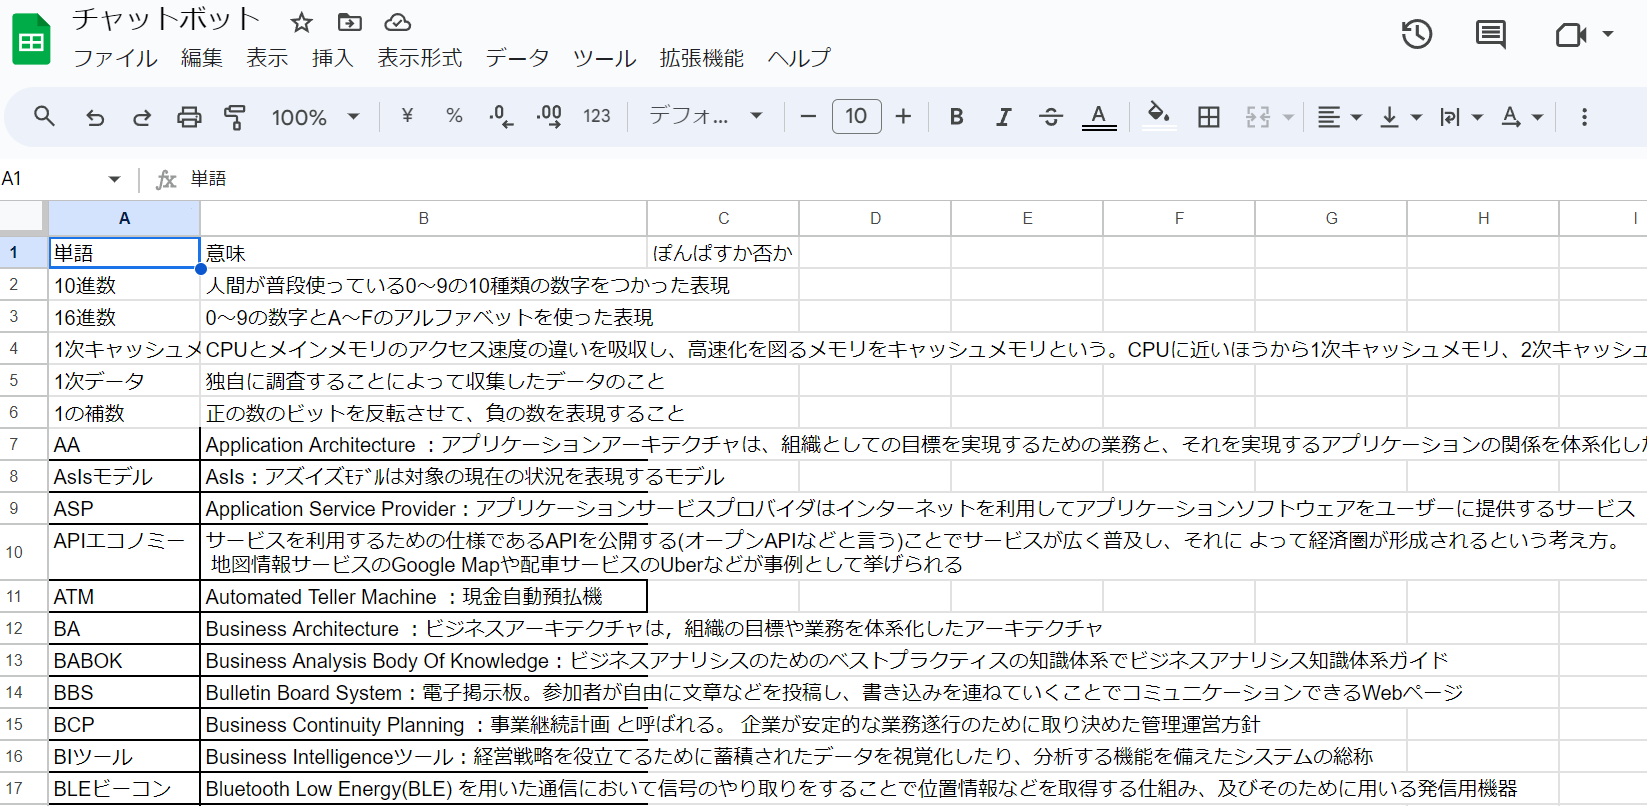 チャットボット
ファイル 編集 表示 挿入 表示形式 データ ツール 拡張機能 ヘルプ
100% ¥ % .0 .00 123 デフォ... 10 B I S A A
A1 fx 単語
A B C D E F G H I
1 単語 意味 ぽんぱすか否か
2 10進数 人間が普段使っている0〜9の10種類の数字をつかった表現
3 16進数 0〜9の数字とA〜Fのアルファベットを使った表現
4 1次キャッシュメ CPUとメインメモリのアクセス速度の違いを吸収し、高速化を図るメモリをキャッシュメモリという。CPUに近いほうから1次キャッシュメモリ、2次キャッシュ
5 1次データ 独自に調査することによって収集したデータのこと
6 1の補数 正の数のビットを反転させて、負の数を表現すること
7 AA Application Architecture ：アプリケーションアーキテクチャは、組織としての目標を実現するための業務と、それを実現するアプリケーションの関係を体系化した
8 AsIsモデル AsIs：アズイズﾓﾃﾞﾙは対象の現在の状況を表現するモデル
9 ASP Application Service Provider：アプリケーションサービスプロバイダはインターネットを利用してアプリケーションソフトウェアをユーザーに提供するサービス
10 APIエコノミー サービスを利用するための仕様であるAPIを公開する(オープンAPIなどと言う)ことでサービスが広く普及し、それに よって経済圏が形成されるという考え方。
地図情報サービスのGoogle Mapや配車サービスのUberなどが事例として挙げられる
11 ATM Automated Teller Machine ：現金自動預払機
12 BA Business Architecture ：ビジネスアーキテクチャは，組織の目標や業務を体系化したアーキテクチャ
13 BABOK Business Analysis Body Of Knowledge：ビジネスアナリシスのためのベストプラクティスの知識体系でビジネスアナリシス知識体系ガイド
14 BBS Bulletin Board System：電子掲示板。参加者が自由に文章などを投稿し、書き込みを連ねていくことでコミュニケーションできるWebページ
15 BCP Business Continuity Planning ：事業継続計画 と呼ばれる。 企業が安定的な業務遂行のために取り決めた管理運営方針
16 BIツール Business Intelligenceツール：経営戦略を役立てるために蓄積されたデータを視覚化したり、分析する機能を備えたシステムの総称
17 BLEビーコン Bluetooth Low Energy(BLE) を用いた通信において信号のやり取りをすることで位置情報などを取得する仕組み、及びそのために用いる発信用機器